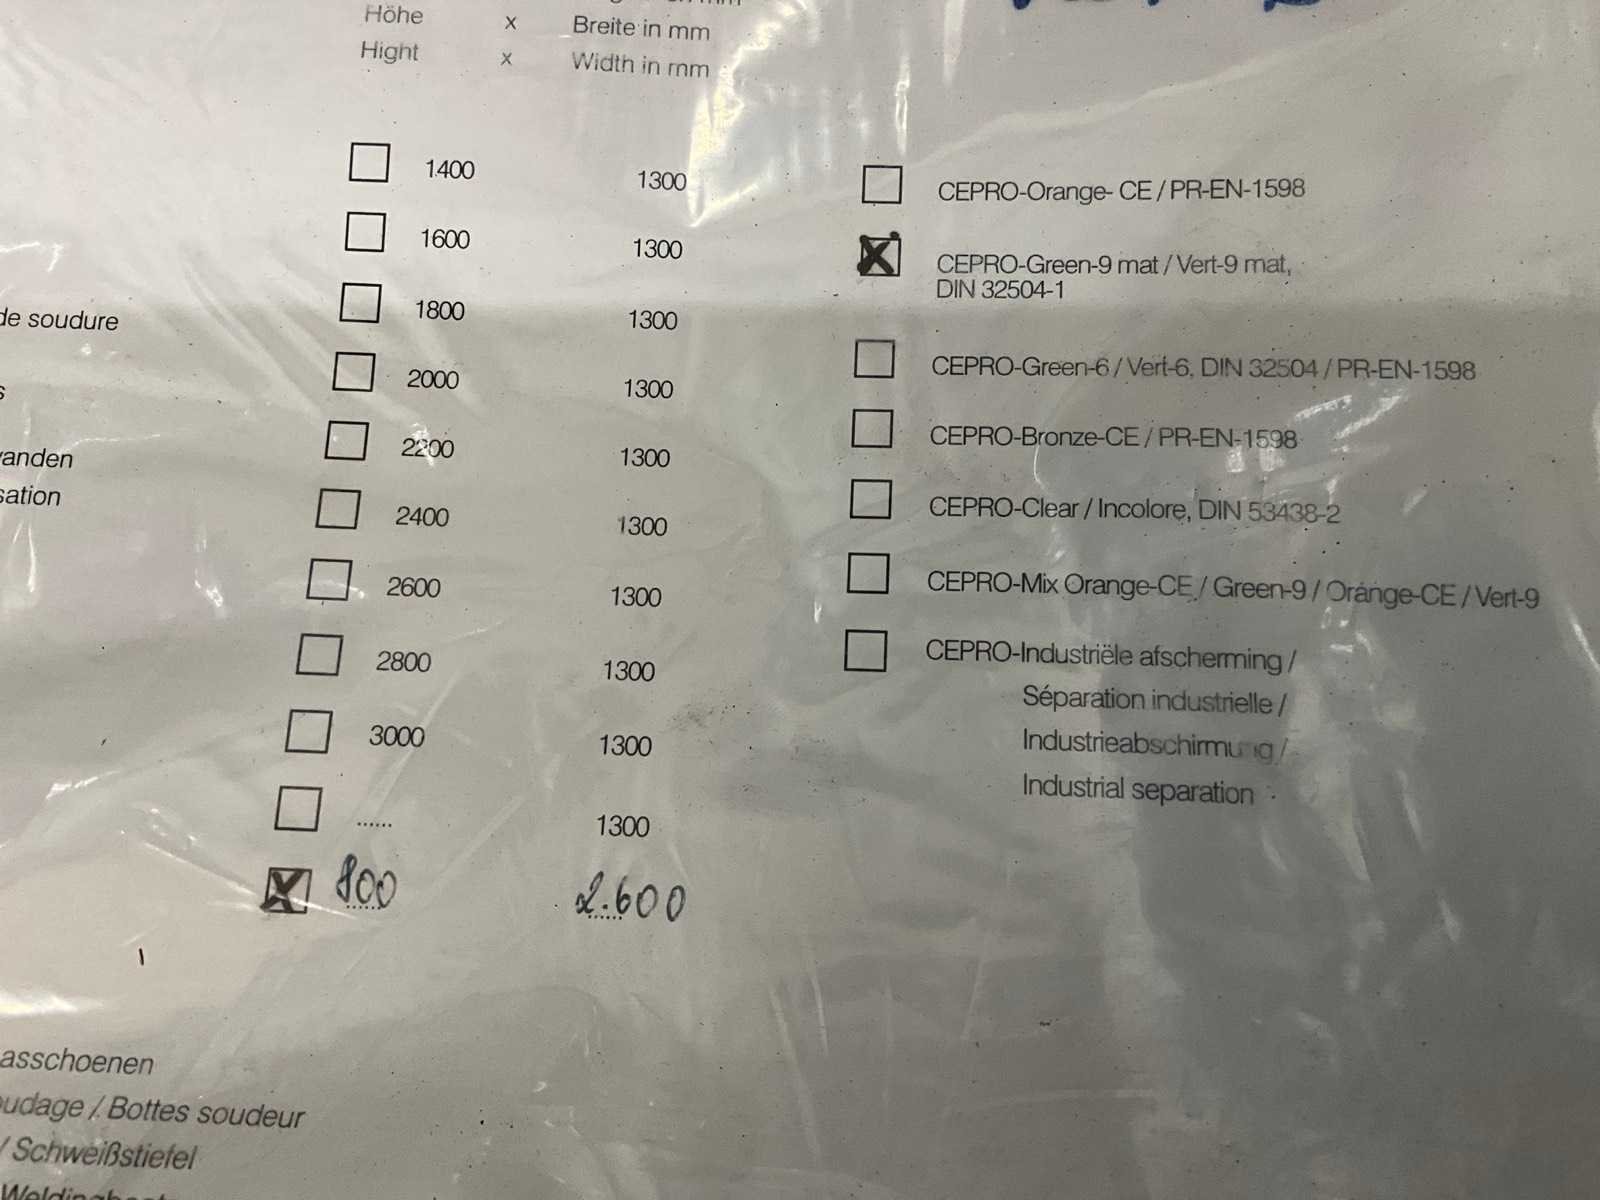 Höhe x Breite in mm
Hight x Width in mm
1400 1300
1600 1300
1800 1300
2000 1300
2200 1300
2400 1300
2600 1300
2800 1300
3000 1300
...... 1300
800 2.600
CEPRO-Orange- CE / PR-EN-1598
CEPRO-Green-9 mat / Vert-9 mat,
DIN 32504-1
CEPRO-Green-6 / Vert-6, DIN 32504 / PR-EN-1598
CEPRO-Bronze-CE / PR-EN-1598
CEPRO-Clear / Incolore, DIN 53438-2
CEPRO-Mix Orange-CE / Green-9 / Orange-CE / Vert-9
CEPRO-Industriële afscherming /
Séparation industrielle /
Industrieabschirmung /
Industrial separation
de soudure
anden
sation
asschoenen
oudage / Bottes soudeur
/ Schweißstiefel